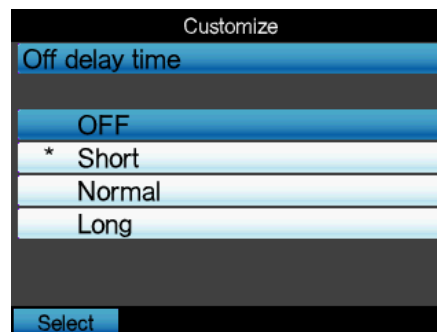 Customize
Off delay time
OFF
* Short
Normal
Long
Select